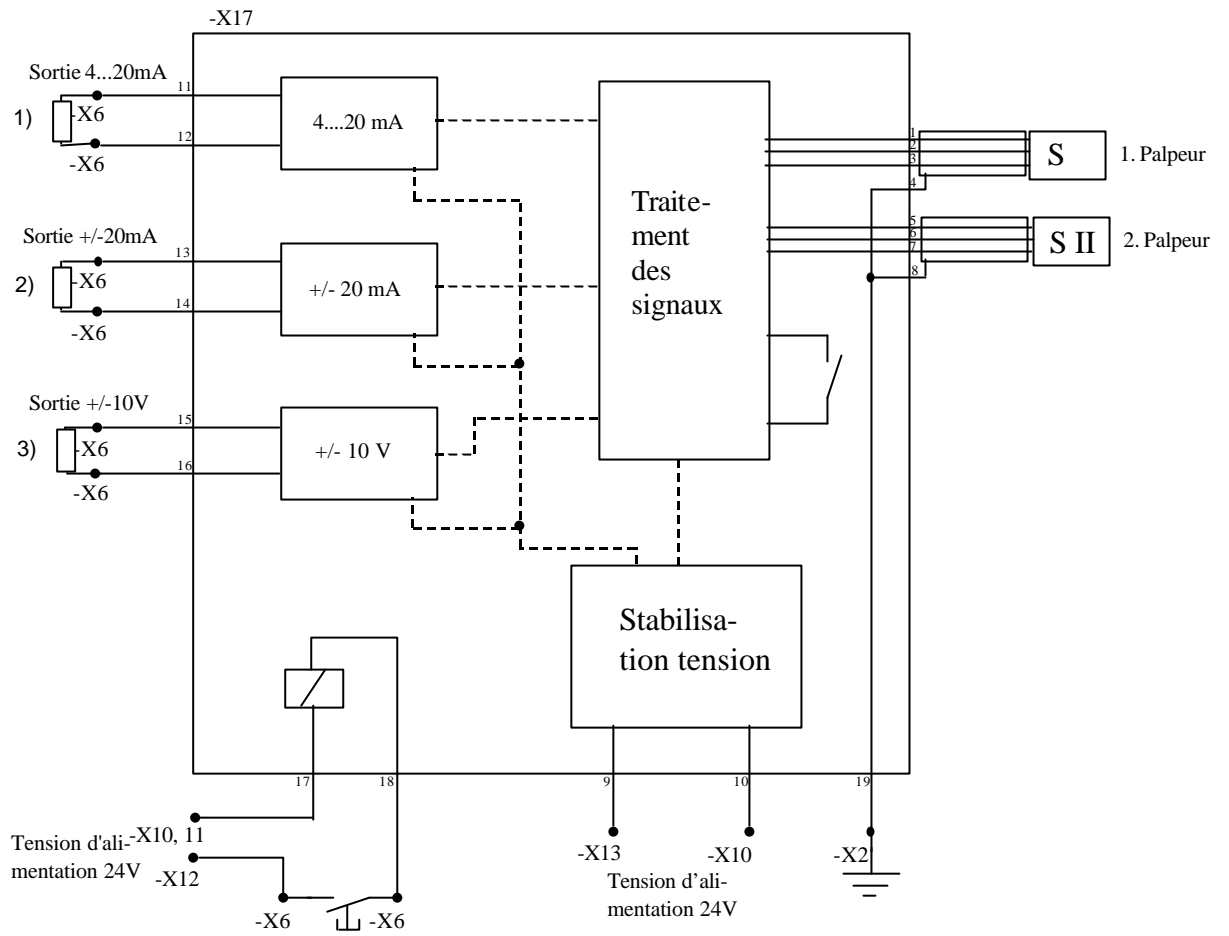 -X17
Sortie 4...20mA
11
-X6
1)
12
-X6
4....20 mA
Sortie +/-20mA
13
-X6
2)
14
-X6
+/- 20 mA
Sortie +/-10V
15
-X6
3)
16
-X6
+/- 10 V
Traite-
ment
des
signaux
1
2
3
4
S
1. Palpeur
5
6
7
8
S II
2. Palpeur
Stabilisa-
tion tension
17
18
9
10
19
Tension d'ali-
mentation 24V
-X10, 11
-X12
-X6
-X6
-X13
-X10
-X2
Tension d’ali-
mentation 24V